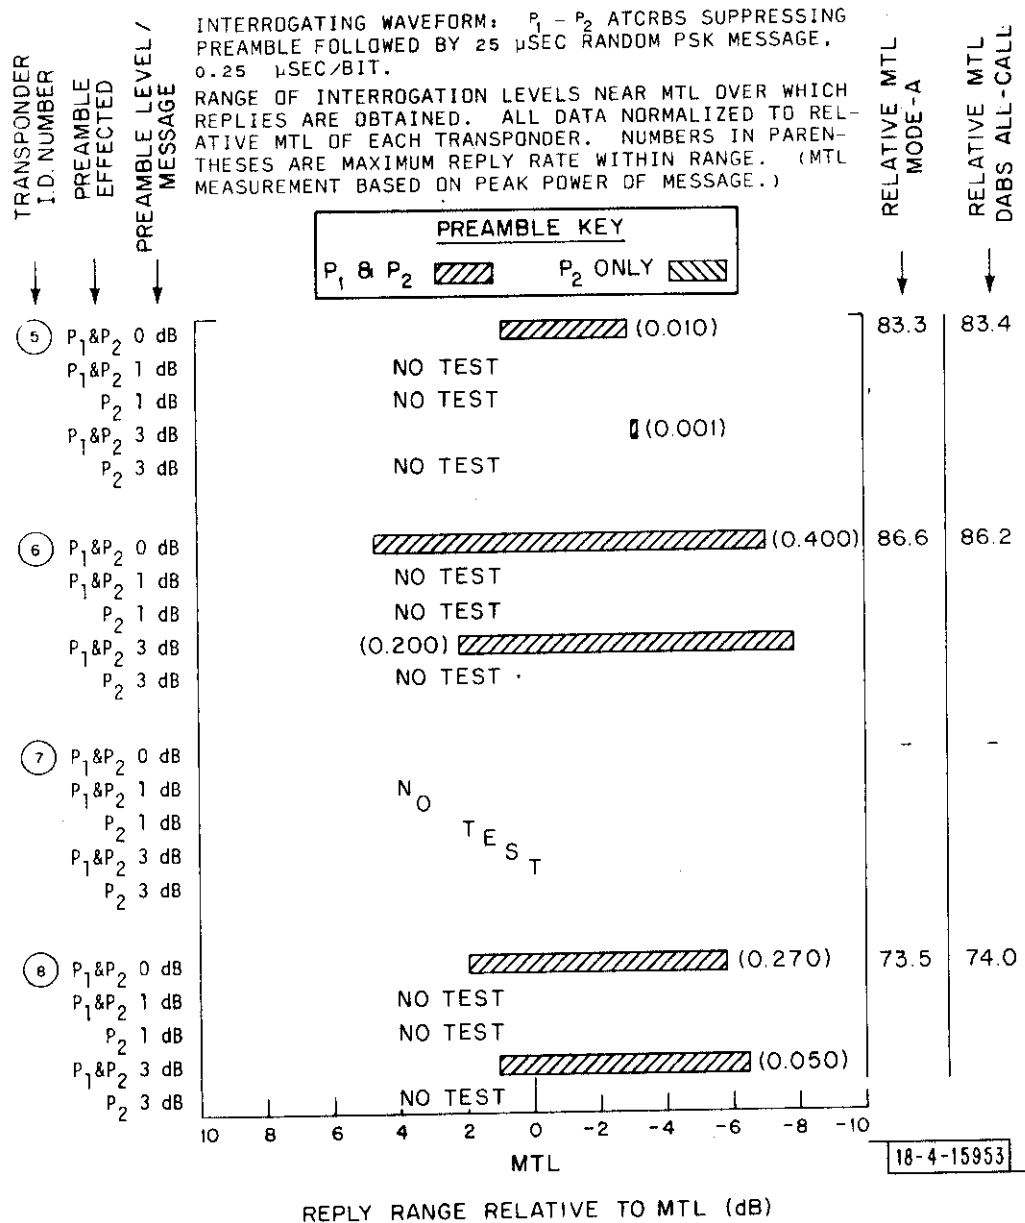 TRANSPONDER I.D. NUMBER
PREAMBLE EFFECTED
PREAMBLE LEVEL / MESSAGE
INTERROGATING WAVEFORM: P1 - P2 ATCRBS SUPPRESSING
PREAMBLE FOLLOWED BY 25 µSEC RANDOM PSK MESSAGE,
0.25 µSEC/BIT.
RANGE OF INTERROGATION LEVELS NEAR MTL OVER WHICH
REPLIES ARE OBTAINED. ALL DATA NORMALIZED TO REL-
ATIVE MTL OF EACH TRANSPONDER. NUMBERS IN PAREN-
THESES ARE MAXIMUM REPLY RATE WITHIN RANGE. (MTL
MEASUREMENT BASED ON PEAK POWER OF MESSAGE.)
RELATIVE MTL MODE-A
RELATIVE MTL DABS ALL-CALL
PREAMBLE KEY
P1 & P2 P2 ONLY
5 P1&P2 0 dB (0.010) 83.3 83.4
P1&P2 1 dB NO TEST
P2 1 dB NO TEST
P1&P2 3 dB (0.001)
P2 3 dB NO TEST
6 P1&P2 0 dB (0.400) 86.6 86.2
P1&P2 1 dB NO TEST
P2 1 dB NO TEST
P1&P2 3 dB (0.200)
P2 3 dB NO TEST
7 P1&P2 0 dB - -
P1&P2 1 dB
P2 1 dB
P1&P2 3 dB
P2 3 dB
NO TEST
8 P1&P2 0 dB (0.270) 73.5 74.0
P1&P2 1 dB NO TEST
P2 1 dB NO TEST
P1&P2 3 dB (0.050)
P2 3 dB NO TEST
10 8 6 4 2 0 -2 -4 -6 -8 -10
MTL
18-4-15953
REPLY RANGE RELATIVE TO MTL (dB)